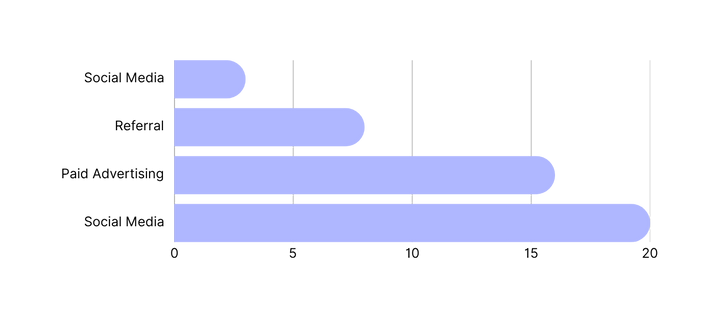 Social Media
Referral
Paid Advertising
Social Media
0 5 10 15 20